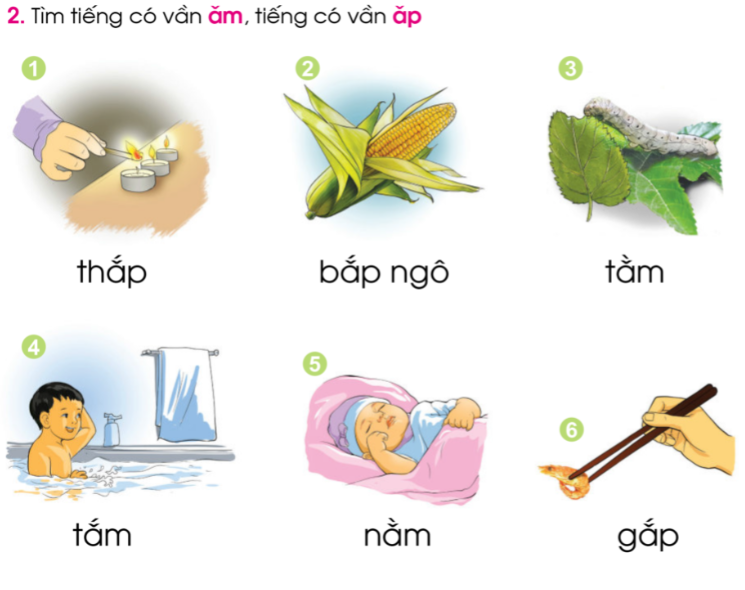 2. Tìm tiếng có vần ăm, tiếng có vần ăp
1 2 3
thắp bắp ngô tằm
4 5 6
tắm nằm gắp